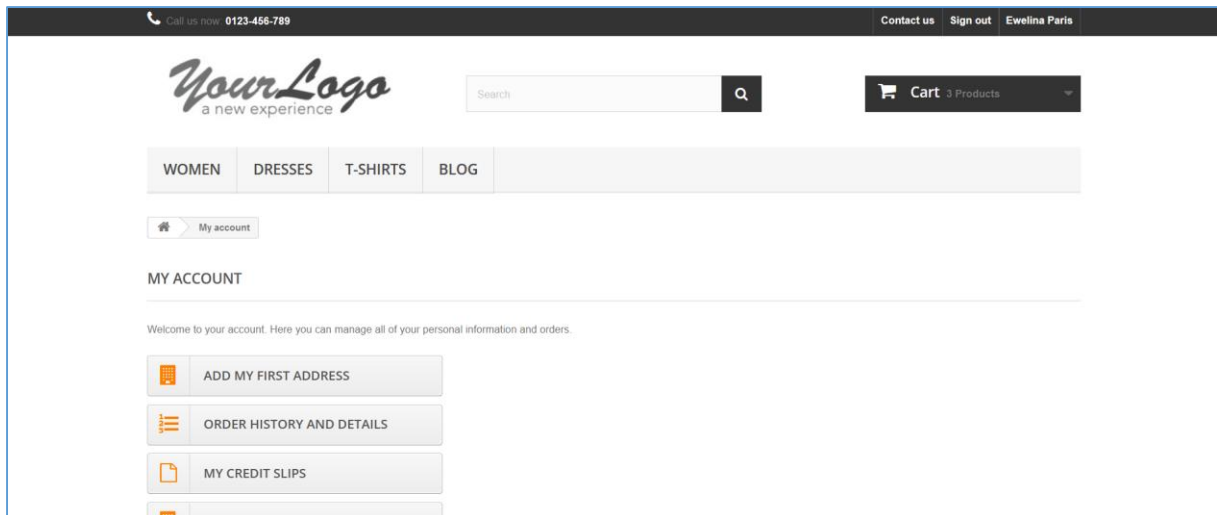 Call us now: 0123-456-789
Contact us Sign out Ewelina Paris
YourLogo
a new experience
Search
Cart 3 Products
WOMEN DRESSES T-SHIRTS BLOG
My account
MY ACCOUNT
Welcome to your account. Here you can manage all of your personal information and orders.
ADD MY FIRST ADDRESS
ORDER HISTORY AND DETAILS
MY CREDIT SLIPS